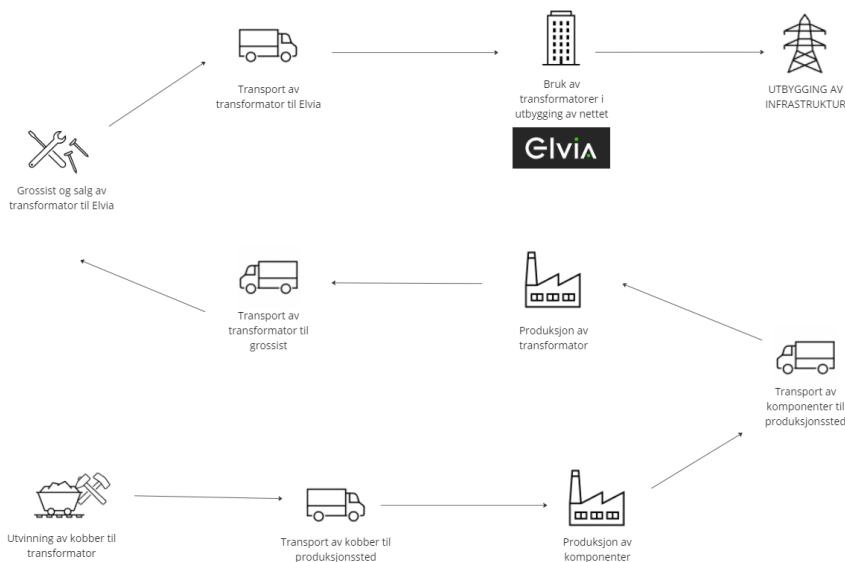 Transport av
transformator til Elvia
Bruk av
transformatorer i
utbygging av nettet
Elvia
UTBYGGING AV
INFRASTRUKTUR
Grossist og salg av
transformator til Elvia
Transport av
transformator til
grossist
Produksjon av
transformator
Transport av
komponenter til
produksjonssted
Utvinning av kobber til
transformator
Transport av kobber til
produksjonssted
Produksjon av
komponenter